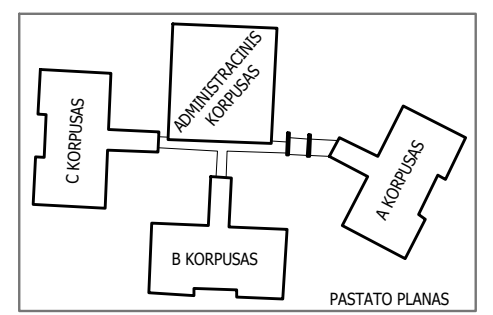 ADMINISTRACINIS
KORPUSAS
C KORPUSAS
A KORPUSAS
B KORPUSAS
PASTATO PLANAS